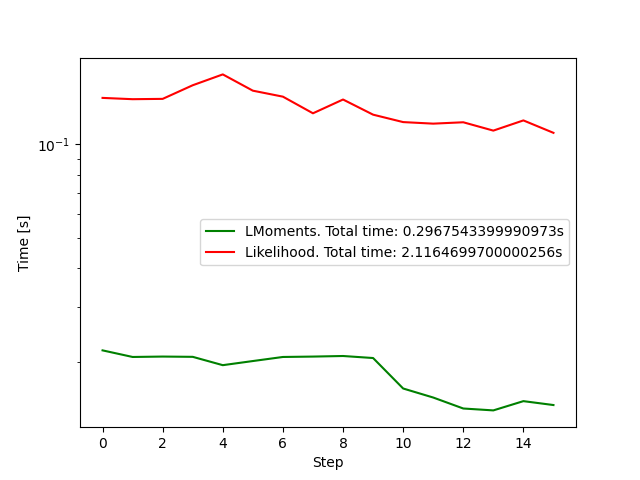 10⁻¹
Time [s]
LMoments. Total time: 0.2967543399990973s
Likelihood. Total time: 2.1164699700000256s
0 2 4 6 8 10 12 14
Step